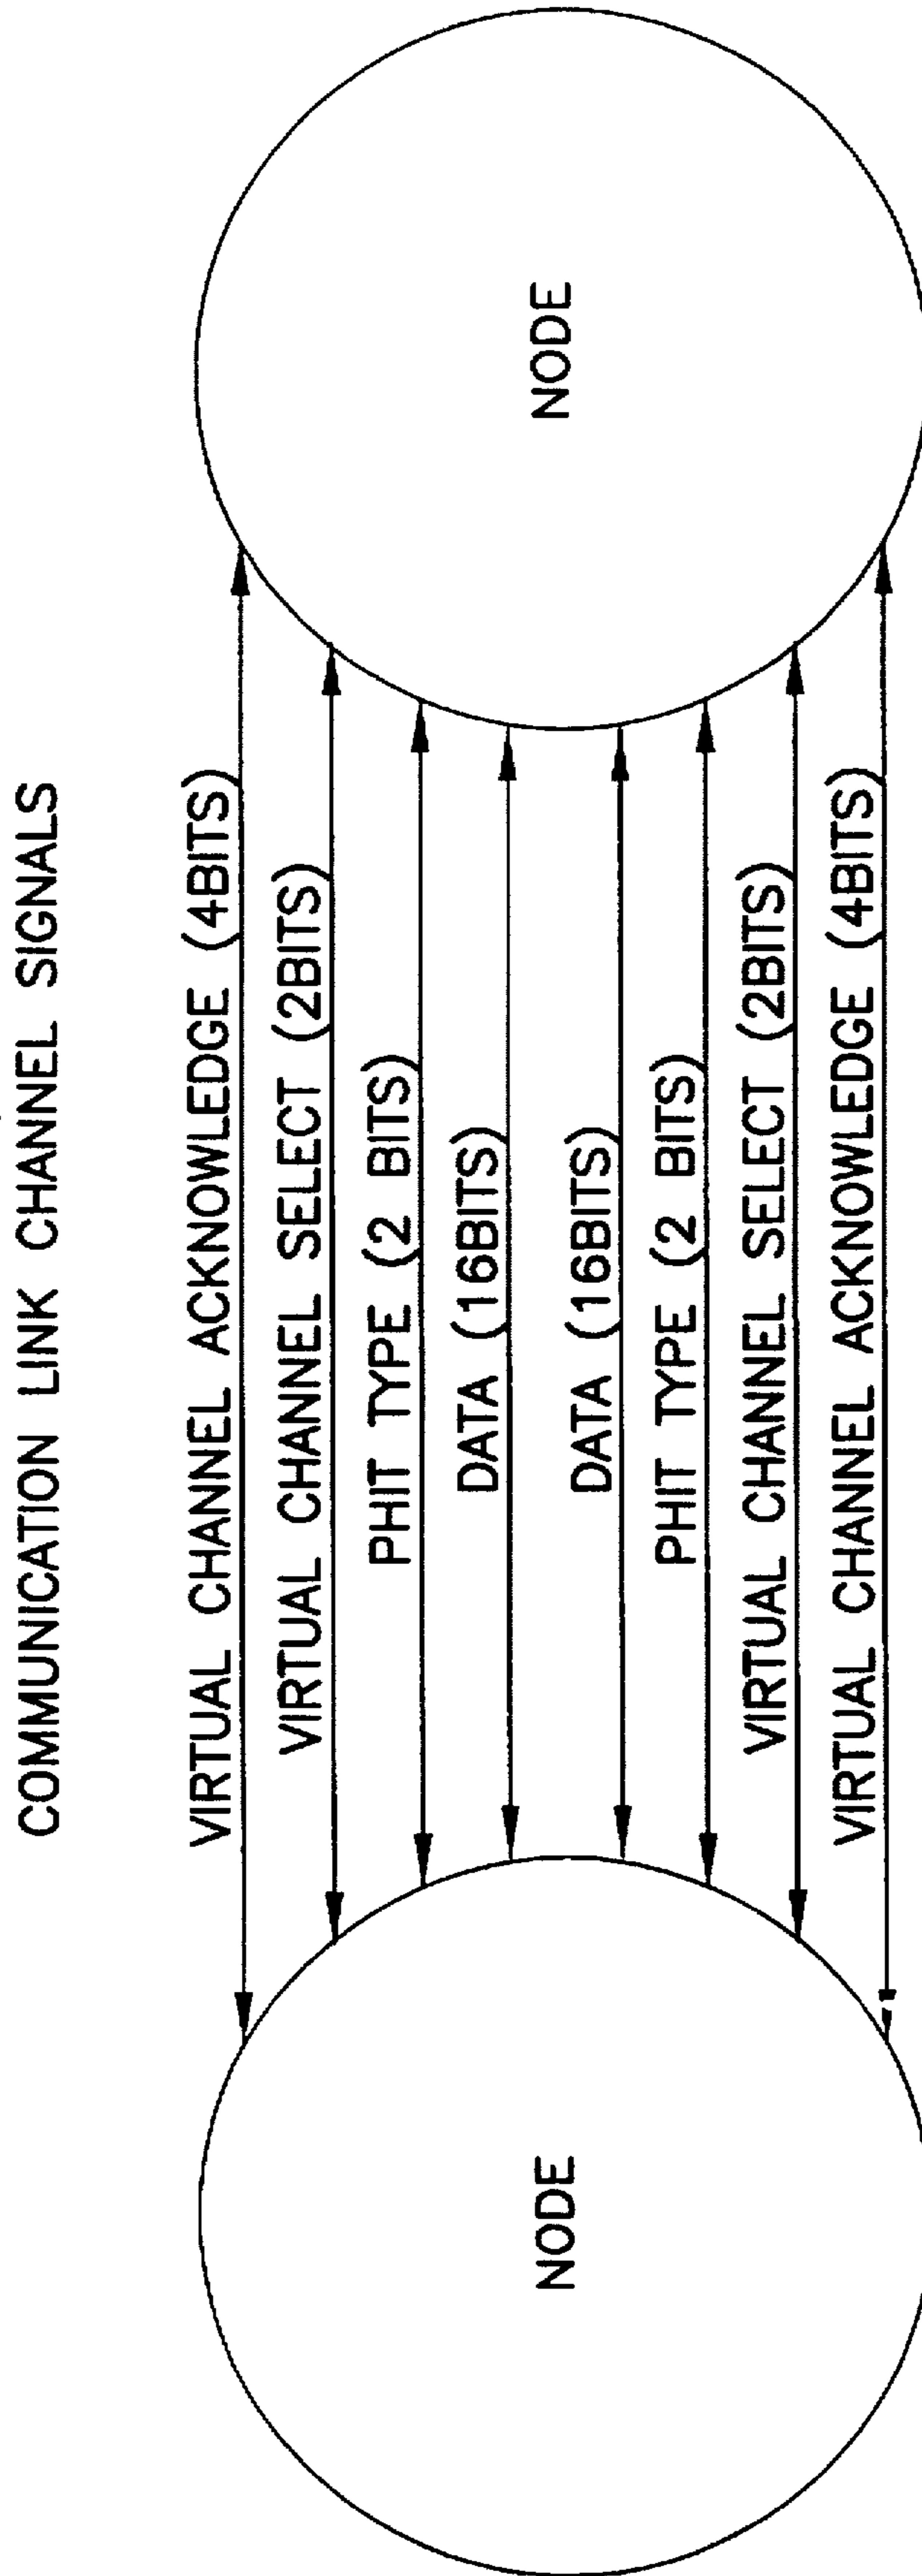 COMMUNICATION LINK CHANNEL SIGNALS
VIRTUAL CHANNEL ACKNOWLEDGE (4BITS)
VIRTUAL CHANNEL SELECT (2BITS)
PHIT TYPE (2 BITS)
DATA (16BITS)
NODE
NODE
DATA (16BITS)
PHIT TYPE (2 BITS)
VIRTUAL CHANNEL SELECT (2BITS)
VIRTUAL CHANNEL ACKNOWLEDGE (4BITS)